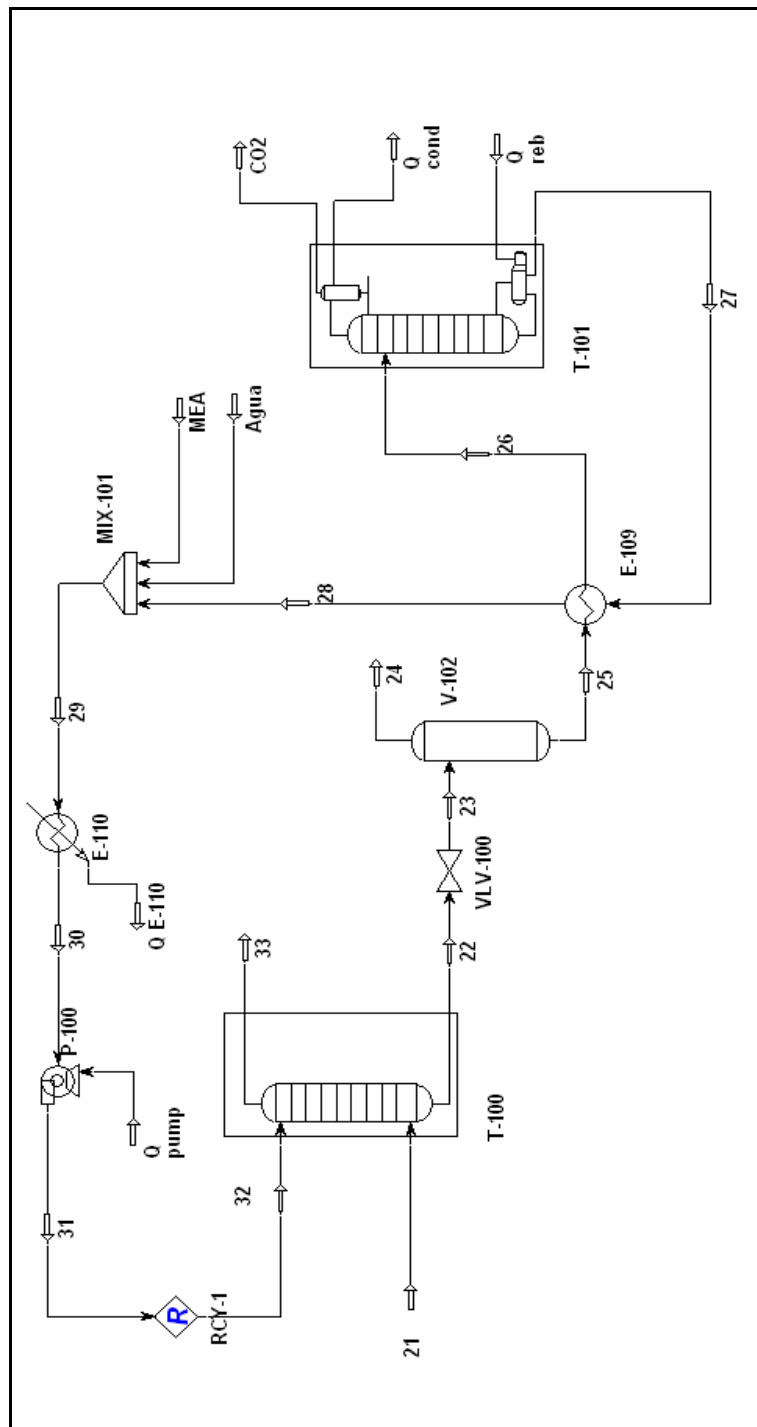 CO2
Q
cond
Q
reb
T-101
27
MEA
Agua
MIX-101
26
28
E-109
29
24
V-102
25
E-110
Q E-110
23
VLV-100
30
33
22
P-100
Q
pump
T-100
31
32
R
RCY-1
21